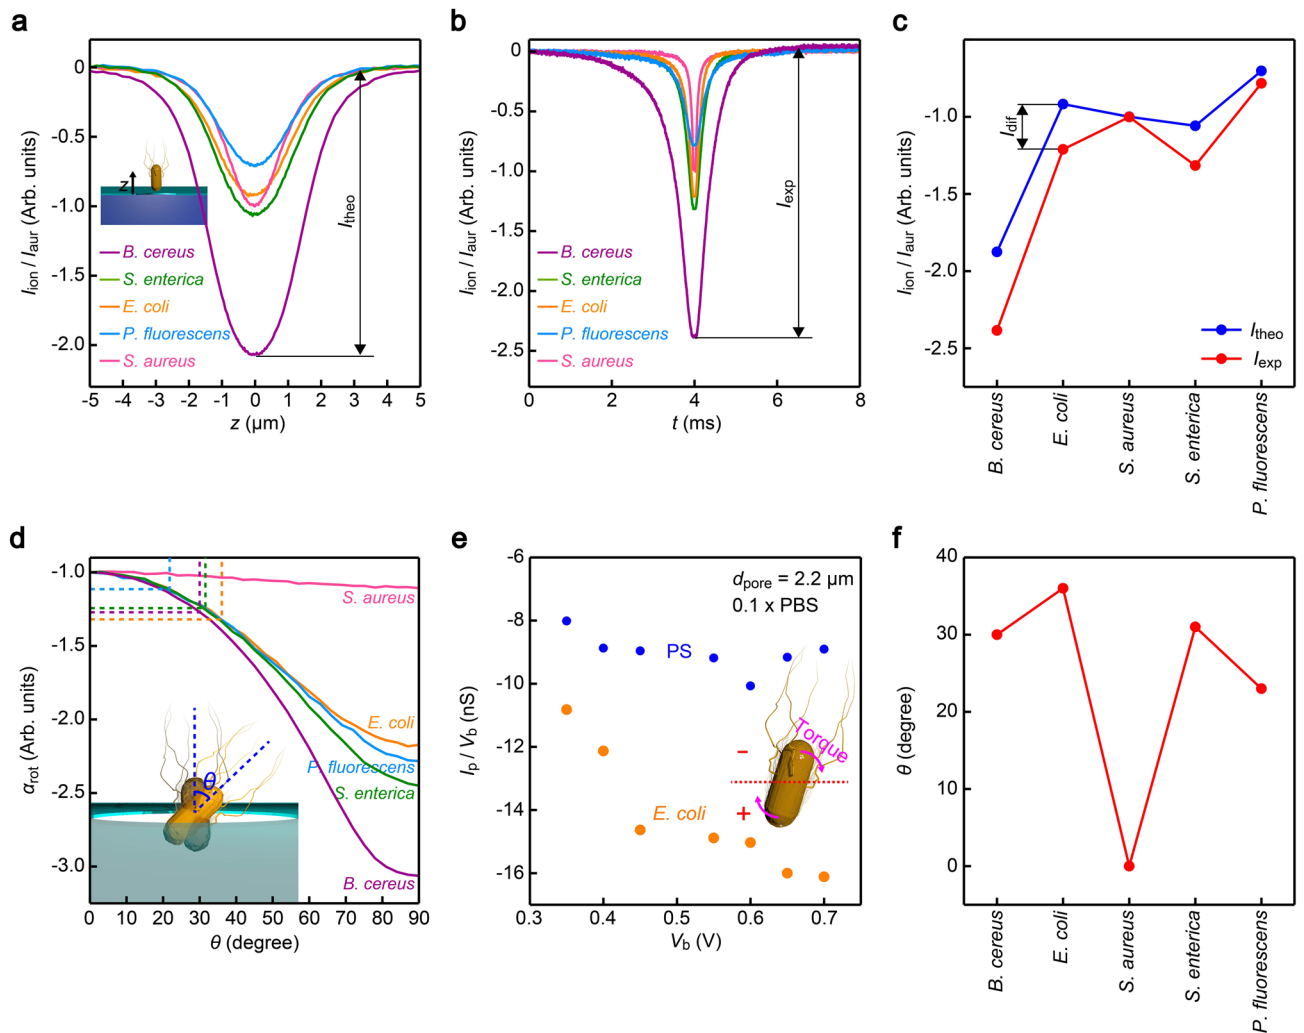 a
0
-0.5
-1.0
-1.5
-2.0
I_ion / I_aur (Arb. units)
z
I_theo
B. cereus
S. enterica
E. coli
P. fluorescens
S. aureus
-5 -4 -3 -2 -1 0 1 2 3 4 5
z (µm)
b
0
-0.5
-1.0
-1.5
-2.0
-2.5
I_ion / I_aur (Arb. units)
I_exp
B. cereus
S. enterica
E. coli
P. fluorescens
S. aureus
0 2 4 6 8
t (ms)
c
-1.0
-1.5
-2.0
-2.5
I_ion / I_aur (Arb. units)
I_dif
I_theo
I_exp
B. cereus
E. coli
S. aureus
S. enterica
P. fluorescens
d
-1.0
-1.5
-2.0
-2.5
-3.0
α_rot (Arb. units)
S. aureus
E. coli
P. fluorescens
S. enterica
B. cereus
θ
0 10 20 30 40 50 60 70 80 90
θ (degree)
e
-6
-8
-10
-12
-14
-16
I_p / V_b (nS)
d_pore = 2.2 µm
0.1 x PBS
PS
Torque
−
+
E. coli
0.3 0.4 0.5 0.6 0.7
V_b (V)
f
40
30
20
10
0
θ (degree)
B. cereus
E. coli
S. aureus
S. enterica
P. fluorescens